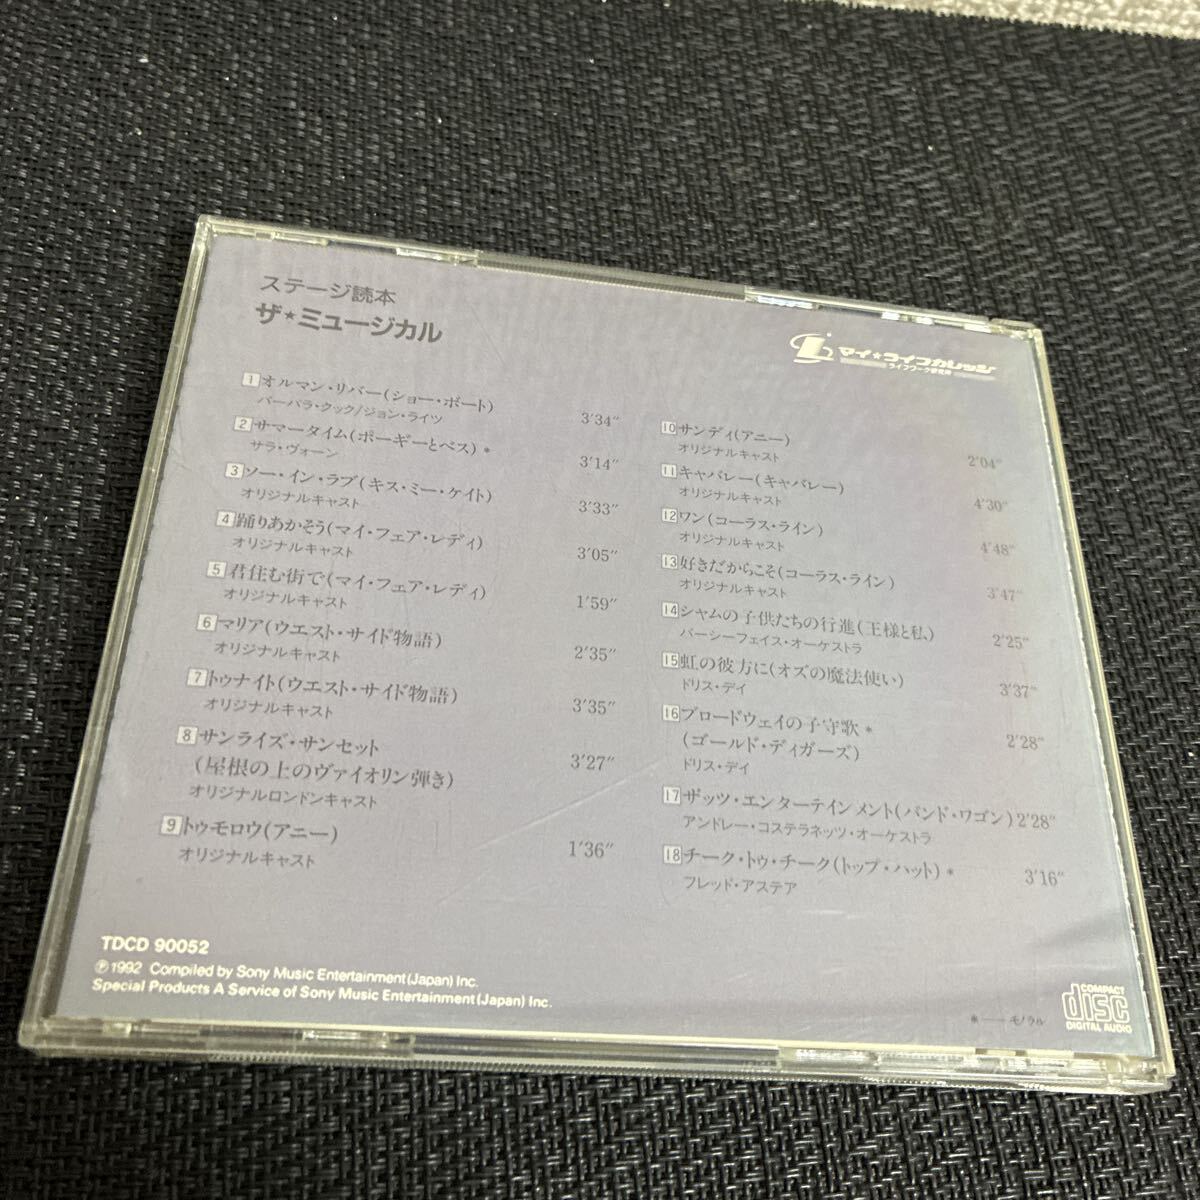 ステージ読本
ザ★ミュージカル
マイ★ライフカレッジ
ライフワーク研究所
1 オルマン・リバー(ショー・ボート) 3'34"
バーバラ・クック/ジョン・ライツ
2 サマータイム(ポーギーとベス)* 3'14"
サラ・ヴォーン
3 ソー・イン・ラブ(キス・ミー・ケイト) 3'33"
オリジナルキャスト
4 踊りあかそう(マイ・フェア・レディ) 3'05"
オリジナルキャスト
5 君住む街で(マイ・フェア・レディ) 1'59"
オリジナルキャスト
6 マリア(ウエスト・サイド物語) 2'35"
オリジナルキャスト
7 トゥナイト(ウエスト・サイド物語) 3'35"
オリジナルキャスト
8 サンライズ・サンセット
(屋根の上のヴァイオリン弾き) 3'27"
オリジナルロンドンキャスト
9 トゥモロウ(アニー) 1'36"
オリジナルキャスト
10 サンディ(アニー) 2'04"
オリジナルキャスト
11 キャバレー(キャバレー) 4'30"
オリジナルキャスト
12 ワン(コーラス・ライン) 4'48"
オリジナルキャスト
13 好きだからこそ(コーラス・ライン) 3'47"
オリジナルキャスト
14 シャムの子供たちの行進(王様と私) 2'25"
パーシーフェイス・オーケストラ
15 虹の彼方に(オズの魔法使い) 3'37"
ドリス・デイ
16 ブロードウェイの子守歌*
(ゴールド・ディガーズ) 2'28"
ドリス・デイ
17 ザッツ・エンターテインメント(バンド・ワゴン) 2'28"
アンドレー・コステラネッツ・オーケストラ
18 チーク・トゥ・チーク(トップ・ハット)* 3'16"
フレッド・アステア
TDCD 90052
Ⓟ1992 Compiled by Sony Music Entertainment(Japan) Inc.
Special Products A Service of Sony Music Entertainment(Japan) Inc.
*——モノラル
COMPACT
disc
DIGITAL AUDIO